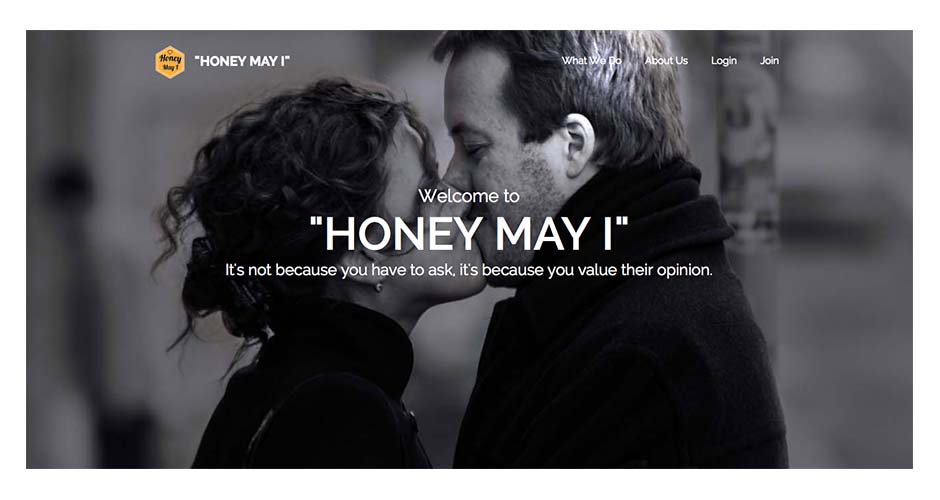 Honey
May I
"HONEY MAY I"
What We Do
About Us
Login
Join
Welcome to
"HONEY MAY I"
It's not because you have to ask, it's because you value their opinion.